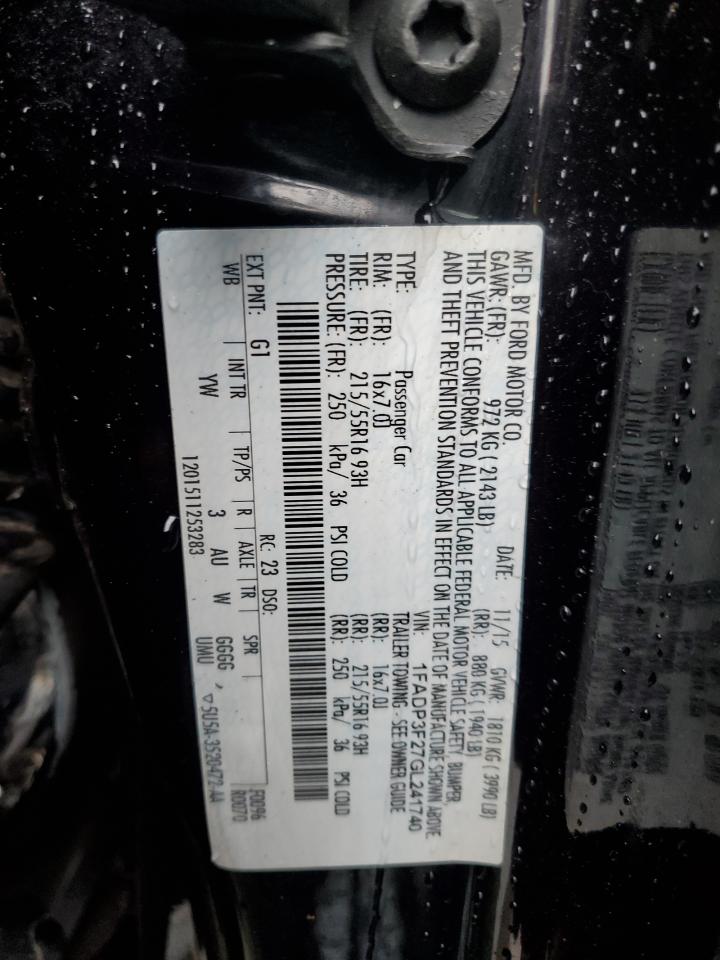 MFD. BY FORD MOTOR CO. DATE: 11/15 GVWR: 1810 KG ( 3990 LB)
GAWR: (FR): 972 KG ( 2143 LB) (RR): 880 KG ( 1940 LB)
THIS VEHICLE CONFORMS TO ALL APPLICABLE FEDERAL MOTOR VEHICLE SAFETY, BUMPER,
AND THEFT PREVENTION STANDARDS IN EFFECT ON THE DATE OF MANUFACTURE SHOWN ABOVE.
VIN: 1FADP3F27GL241740
TYPE: Passenger Car TRAILER TOWING - SEE OWNER GUIDE
RIM: (FR): 16x7.0J (RR): 16x7.0J
TIRE: (FR): 215/55R16 93H (RR): 215/55R16 93H
PRESSURE: (FR): 250 kPa/ 36 PSI COLD (RR): 250 kPa/ 36 PSI COLD
EXT PNT: G1 RC: 23 DSO: F0096
WB INT TR TP/PS R AXLE TR SPR R0070
YW 3 AU W GGGG
UMU
1201511253283 5U5A-3520472-AA